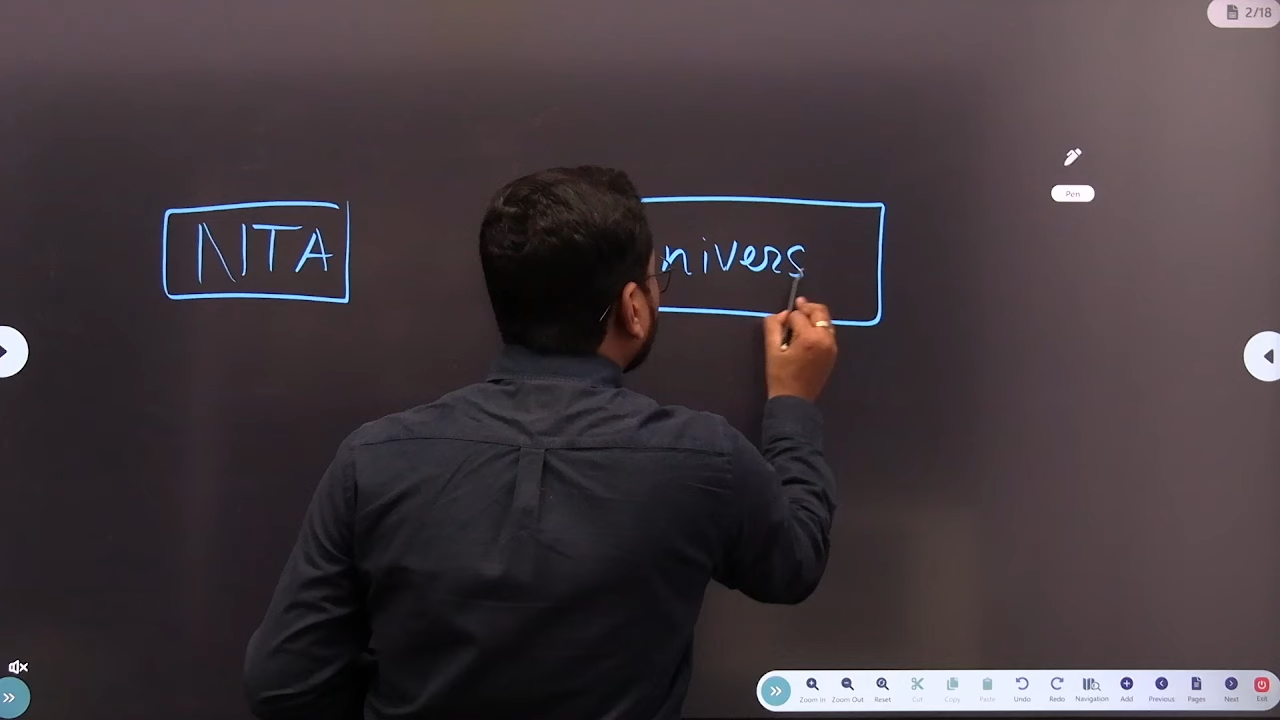 2/18
Pen
NTA
nivers
Zoom in Zoom Out Reset Cut Copy Paste Undo Redo Navigation Add Previous Pages Next Exit